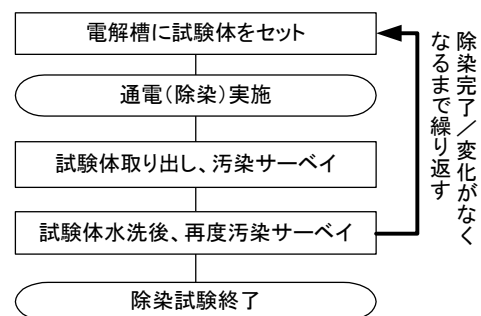 電解槽に試験体をセット
通電（除染）実施
試験体取り出し、汚染サーベイ
試験体水洗後、再度汚染サーベイ
除染試験終了
除染完了／変化がなく
なるまで繰り返す